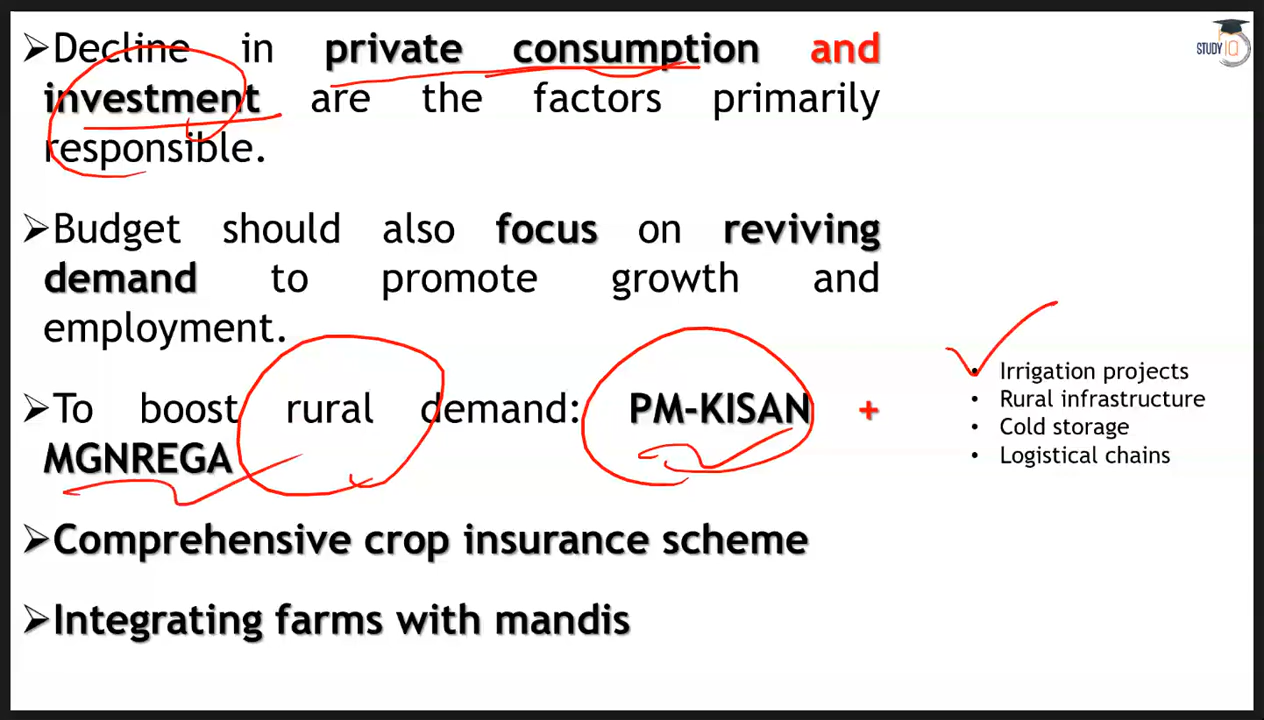 ➢Decline in private consumption and
investment are the factors primarily
responsible.
➢Budget should also focus on reviving
demand to promote growth and
employment.
➢To boost rural demand: PM-KISAN +
MGNREGA
➢Comprehensive crop insurance scheme
➢Integrating farms with mandis
• Irrigation projects
• Rural infrastructure
• Cold storage
• Logistical chains
STUDY IQ